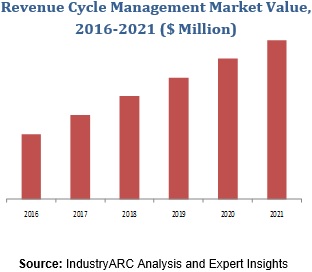 Revenue Cycle Management Market Value,
2016-2021 ($ Million)
2016 2017 2018 2019 2020 2021
Source: IndustryARC Analysis and Expert Insights